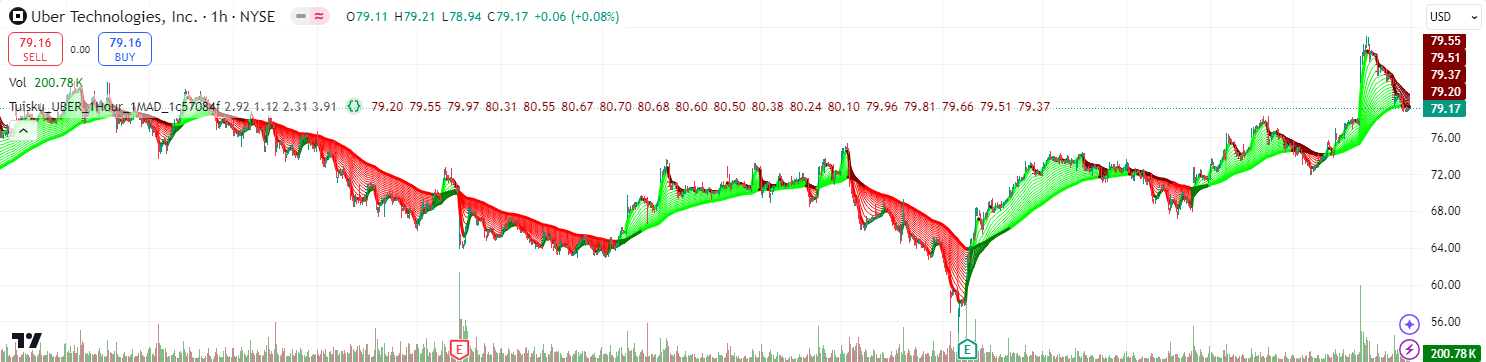 Uber Technologies, Inc. · 1h · NYSE O79.11 H79.21 L78.94 C79.17 +0.06 (+0.08%)
USD
79.16 SELL
0.00
79.16 BUY
Vol 200.78K
Tuisku_UBER_1Hour_1MAD_1c57084f 2.92 1.12 2.31 3.91 {} 79.20 79.55 79.97 80.31 80.55 80.67 80.70 80.68 80.60 80.50 80.38 80.24 80.10 79.96 79.81 79.66 79.51 79.37
79.55
79.51
79.37
79.20
79.17
76.00
72.00
68.00
64.00
60.00
56.00
E
E
200.78K